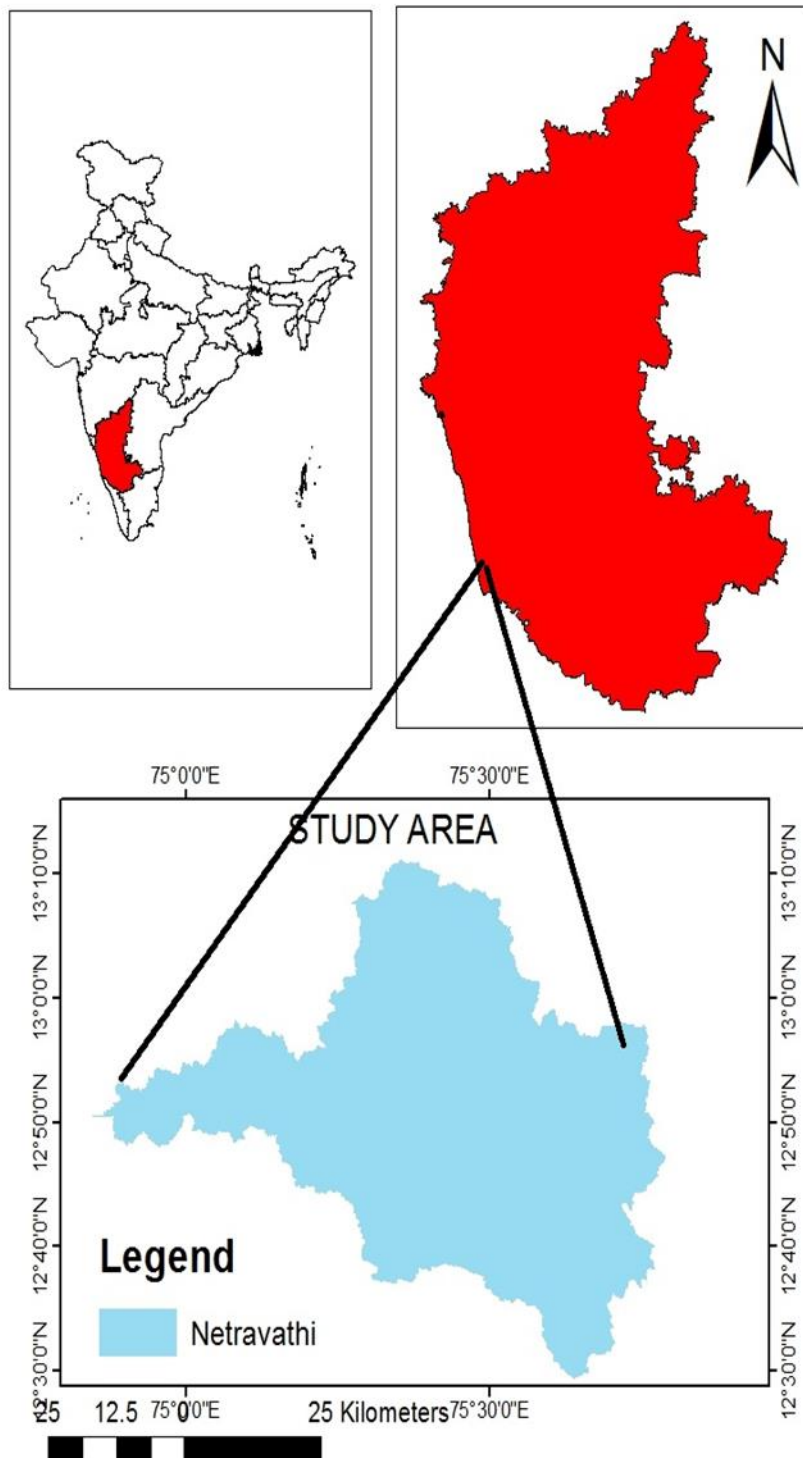 N
75°0'0"E 75°30'0"E
STUDY AREA
13°10'0"N 13°10'0"N
13°0'0"N 13°0'0"N
12°50'0"N 12°50'0"N
12°40'0"N 12°40'0"N
Legend
Netravathi
12°30'0"N 12°30'0"N
75°0'0"E 75°30'0"E
25 12.5 0 25 Kilometers